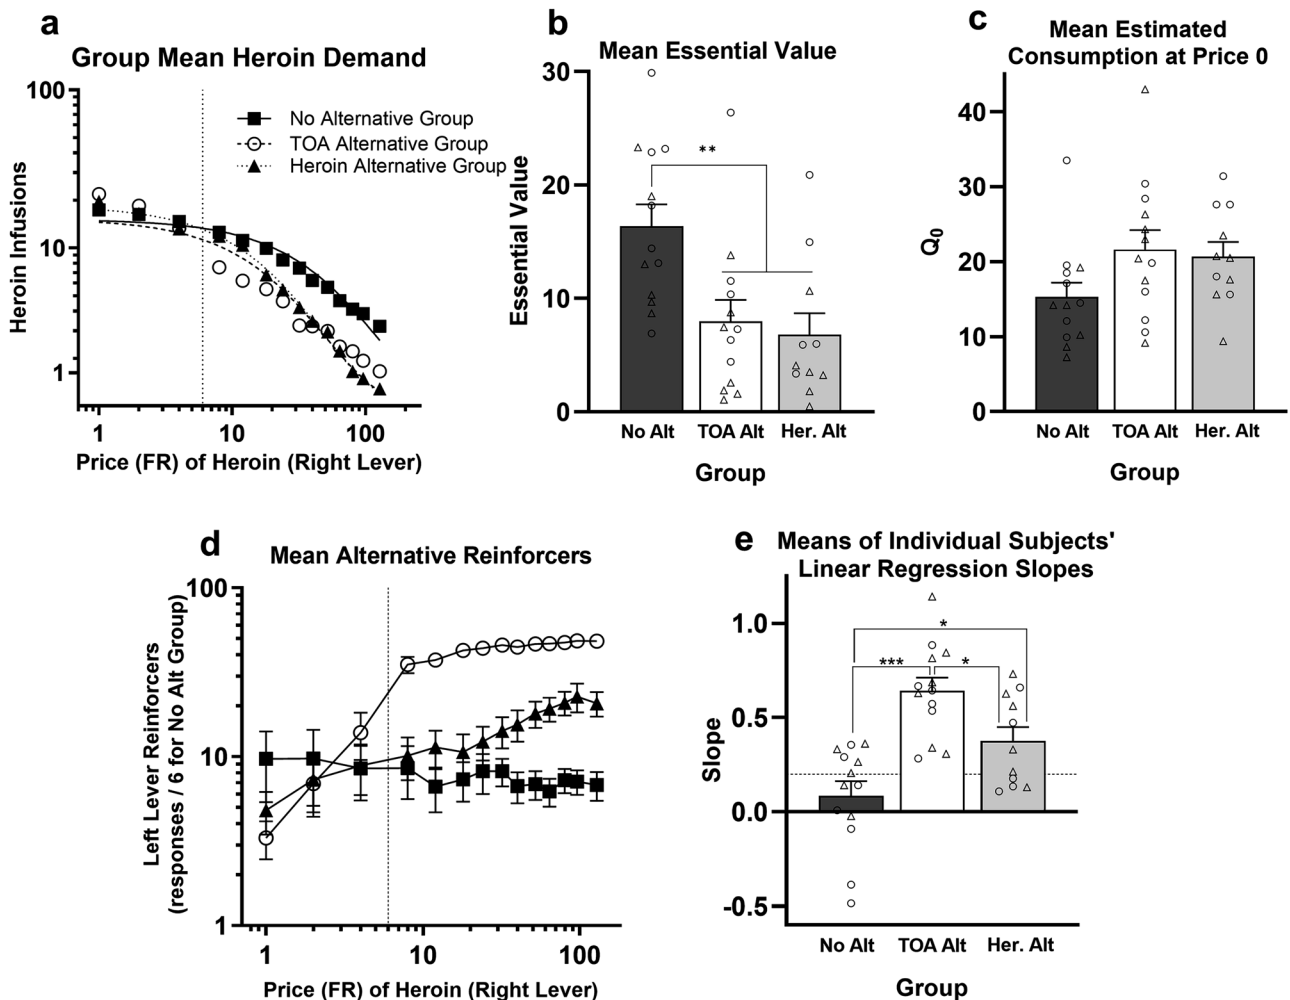 a
Group Mean Heroin Demand
100
10
1
Heroin Infusions
No Alternative Group
TOA Alternative Group
Heroin Alternative Group
1 10 100
Price (FR) of Heroin (Right Lever)
b
Mean Essential Value
30
20
10
0
Essential Value
**
No Alt TOA Alt Her. Alt
Group
c
Mean Estimated
Consumption at Price 0
40
30
20
10
0
Q0
No Alt TOA Alt Her. Alt
Group
d
Mean Alternative Reinforcers
100
10
1
Left Lever Reinforcers
(responses / 6 for No Alt Group)
1 10 100
Price (FR) of Heroin (Right Lever)
e
Means of Individual Subjects'
Linear Regression Slopes
1.0
0.5
0.0
-0.5
Slope
*
*** *
No Alt TOA Alt Her. Alt
Group